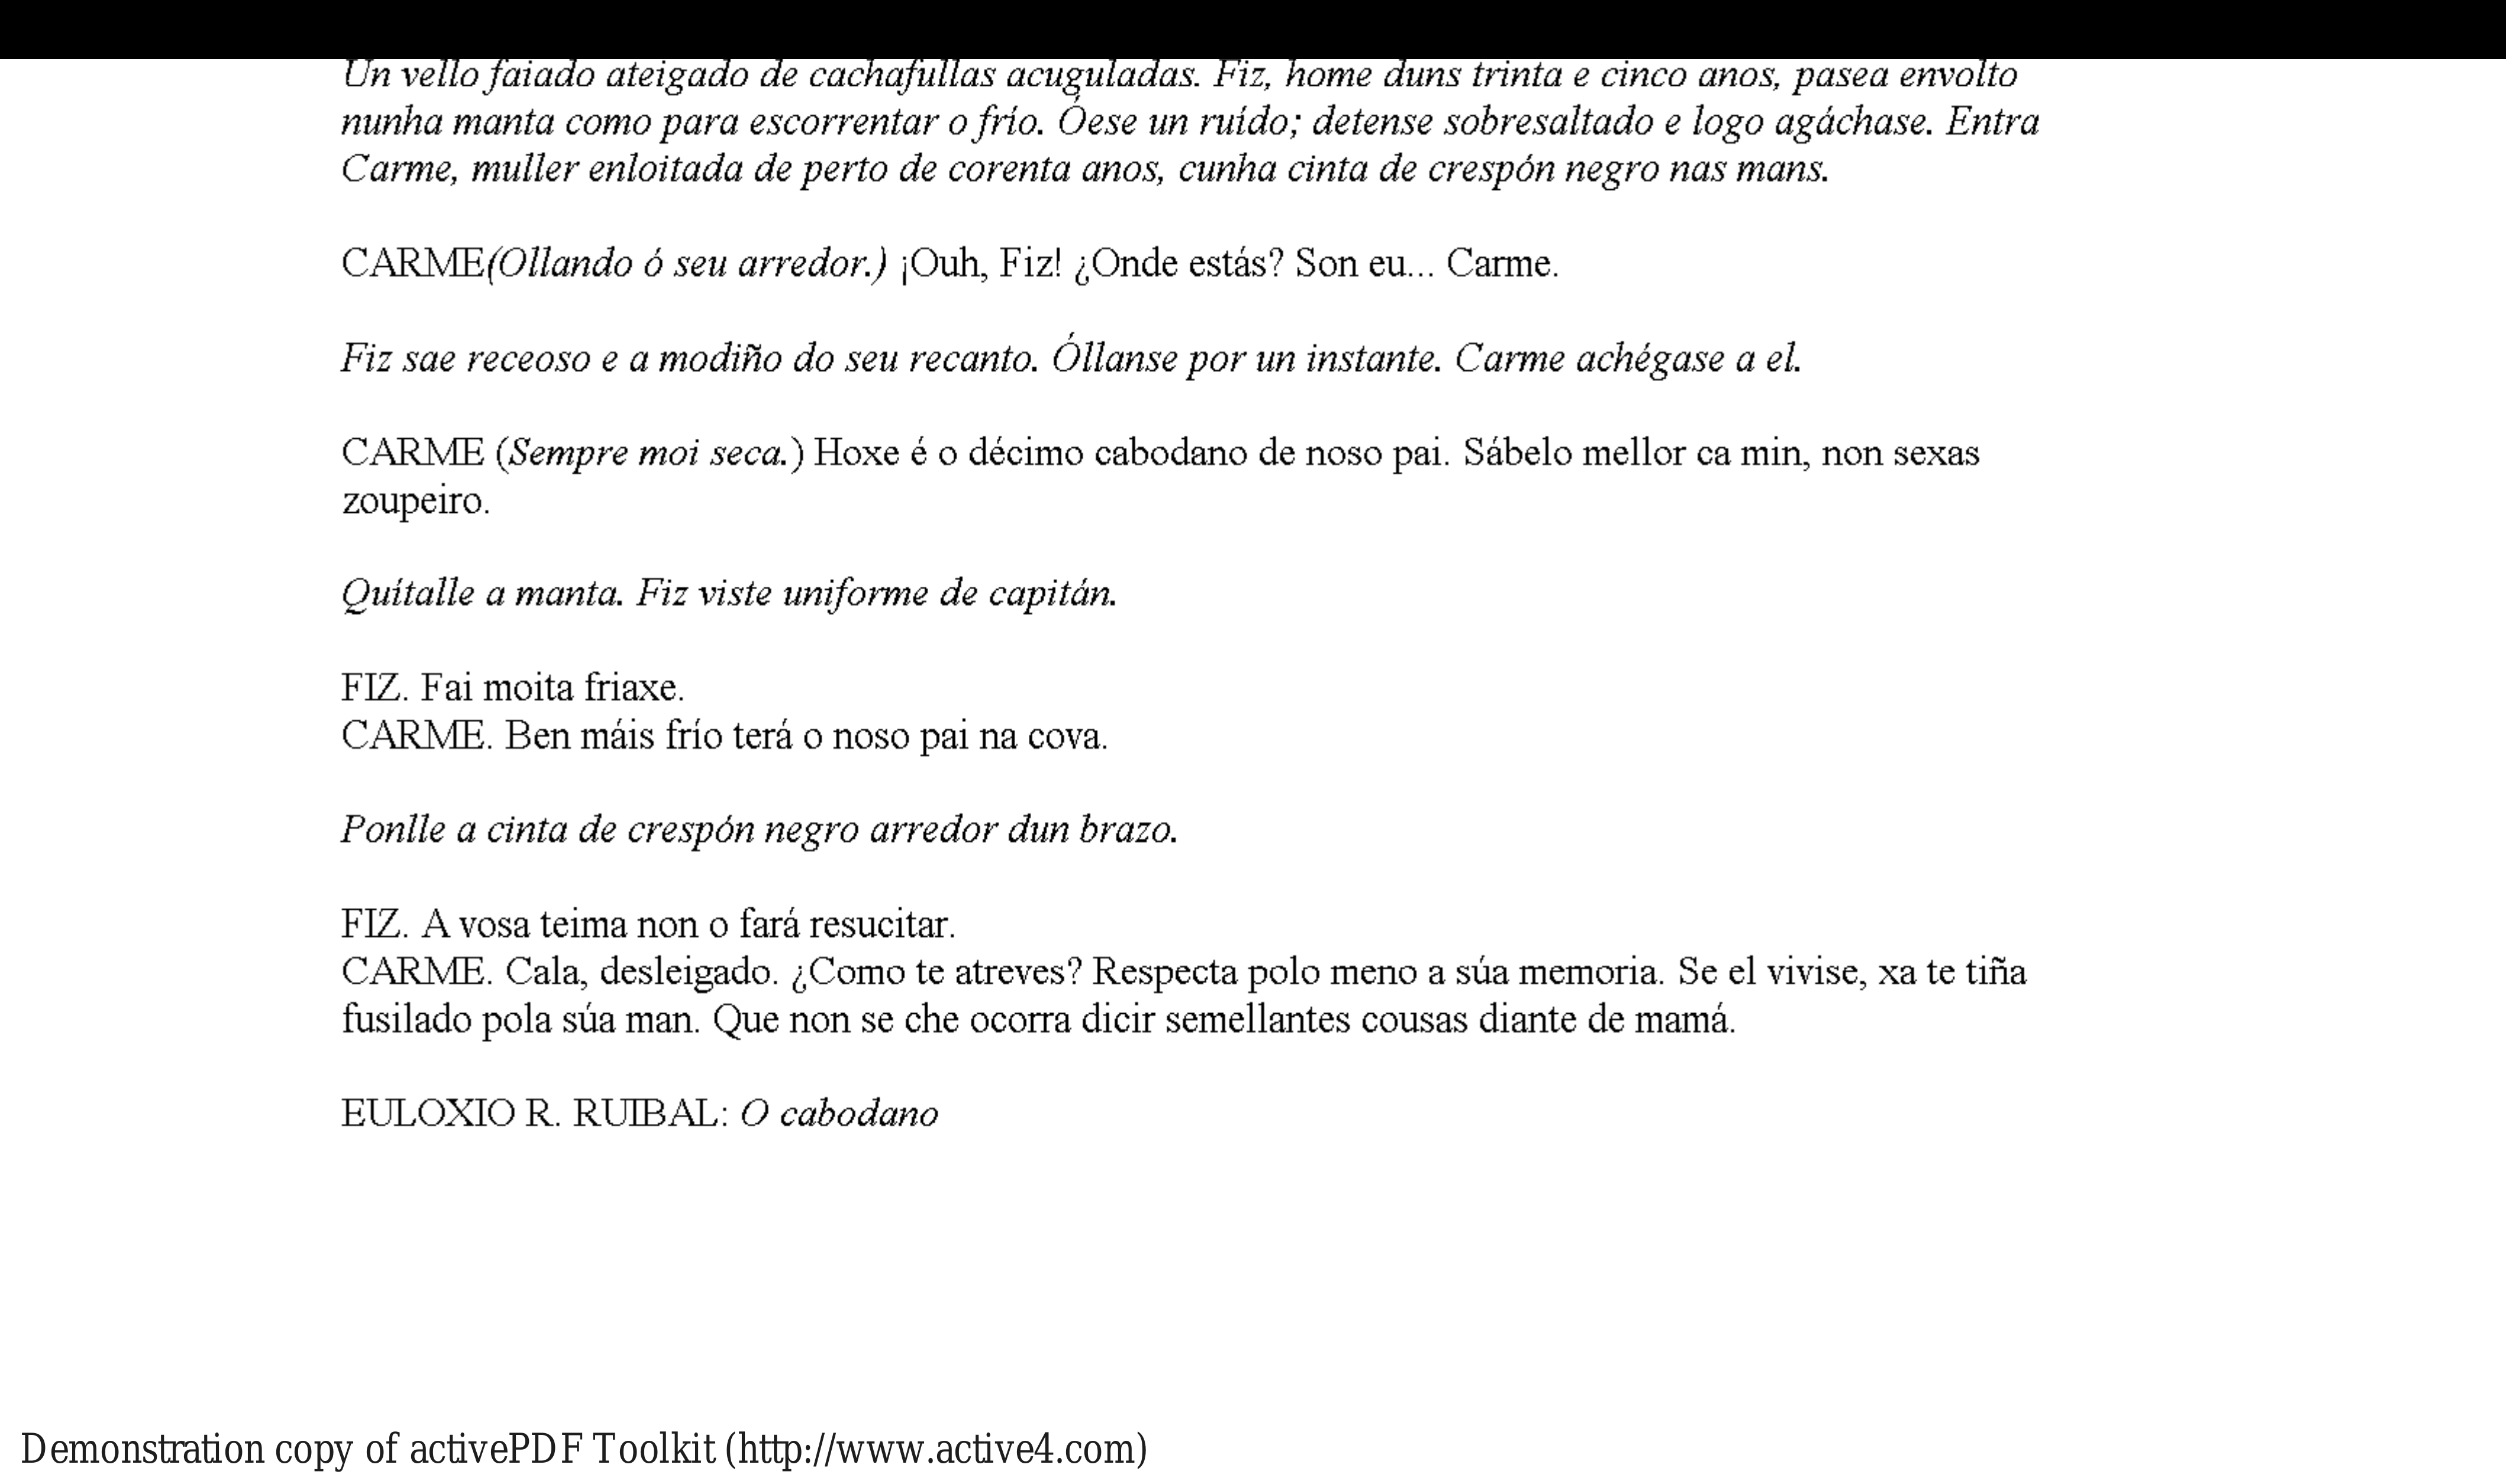 Un vello faiado ateigado de cachafullas acuguladas. Fiz, home duns trinta e cinco anos, pasea envolto
nunha manta como para escorrentar o frío. Óese un ruído; detense sobresaltado e logo agáchase. Entra
Carme, muller enloitada de perto de corenta anos, cunha cinta de crespón negro nas mans.
CARME(Ollando ó seu arredor.) ¡Ouh, Fiz! ¿Onde estás? Son eu... Carme.
Fiz sae receoso e a modiño do seu recanto. Óllanse por un instante. Carme achégase a el.
CARME (Sempre moi seca.) Hoxe é o décimo cabodano de noso pai. Sábelo mellor ca min, non sexas
zoupeiro.
Quítalle a manta. Fiz viste uniforme de capitán.
FIZ. Fai moita friaxe.
CARME. Ben máis frío terá o noso pai na cova.
Ponlle a cinta de crespón negro arredor dun brazo.
FIZ. A vosa teima non o fará resucitar.
CARME. Cala, desleigado. ¿Como te atreves? Respecta polo meno a súa memoria. Se el vivise, xa te tiña
fusilado pola súa man. Que non se che ocorra dicir semellantes cousas diante de mamá.
EULOXIO R. RUIBAL: O cabodano
Demonstration copy of activePDF Toolkit (http://www.active4.com)